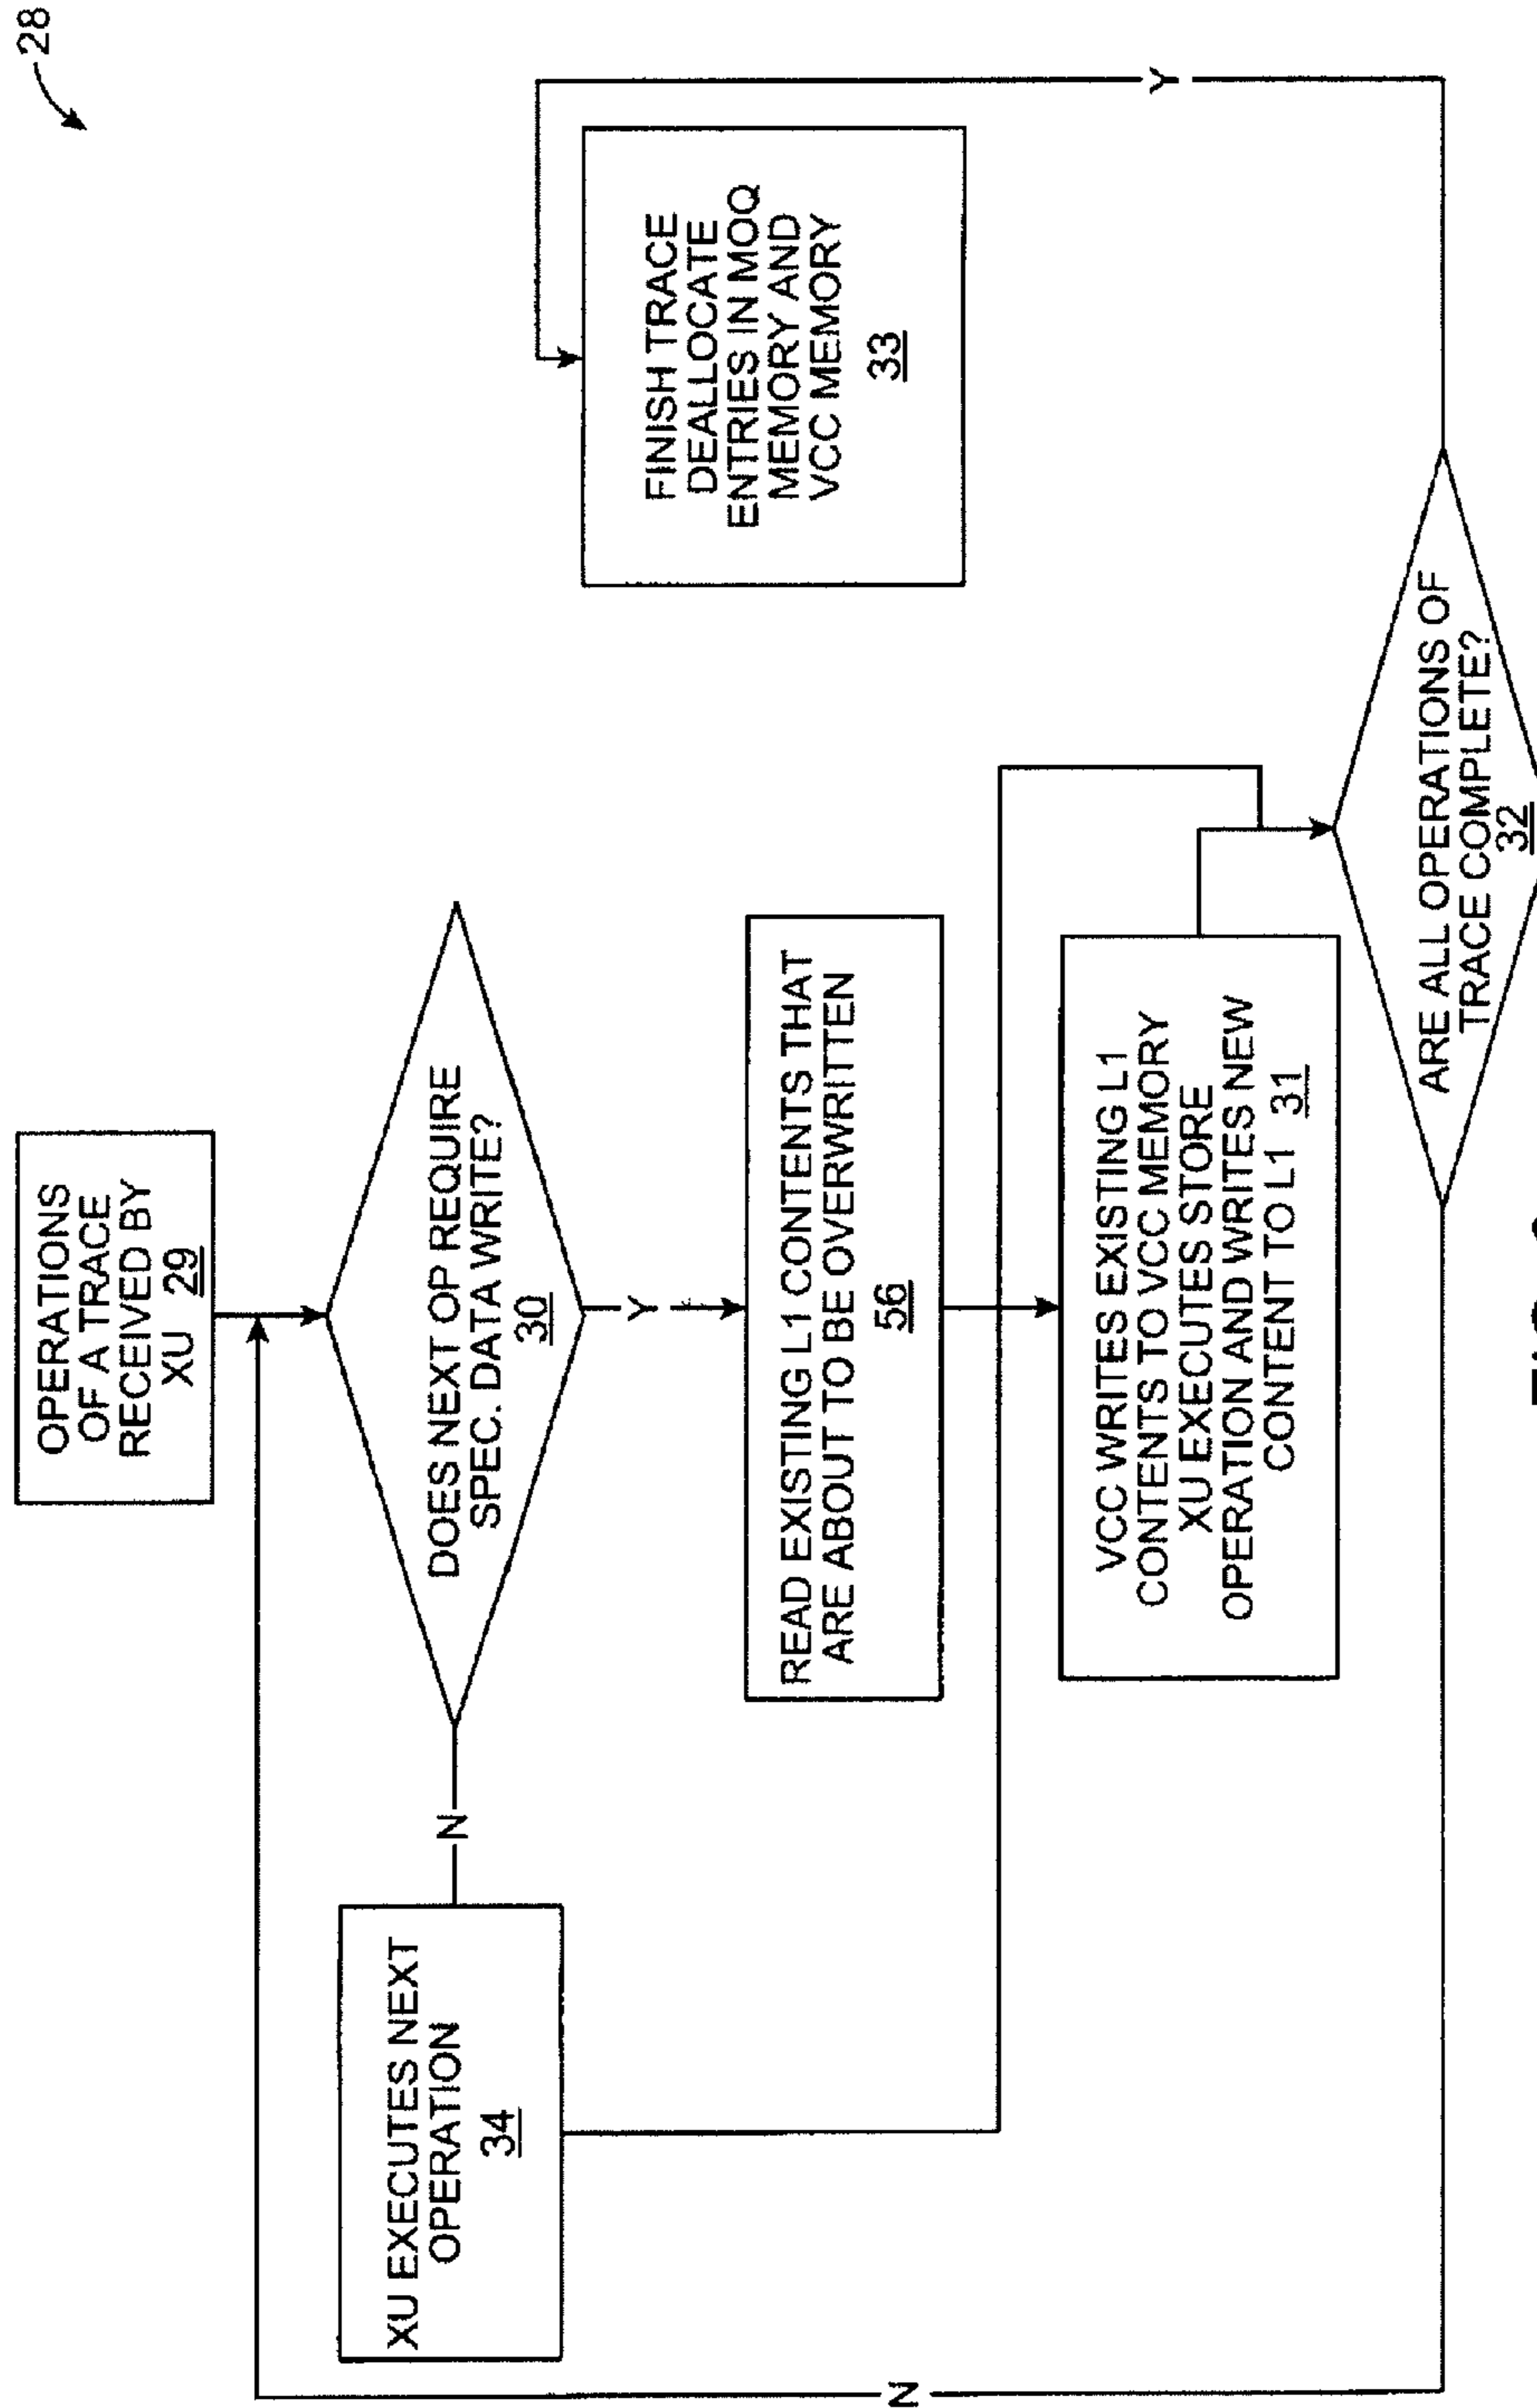 28
OPERATIONS
OF A TRACE
RECEIVED BY
XU 29
DOES NEXT OP REQUIRE
SPEC. DATA WRITE?
30
N
XU EXECUTES NEXT
OPERATION
34
Y
READ EXISTING L1 CONTENTS THAT
ARE ABOUT TO BE OVERWRITTEN
56
VCC WRITES EXISTING L1
CONTENTS TO VCC MEMORY
XU EXECUTES STORE
OPERATION AND WRITES NEW
CONTENT TO L1 31
ARE ALL OPERATIONS OF
TRACE COMPLETE?
32
N
Y
FINISH TRACE
DEALLOCATE
ENTRIES IN MOQ
MEMORY AND
VCC MEMORY
33